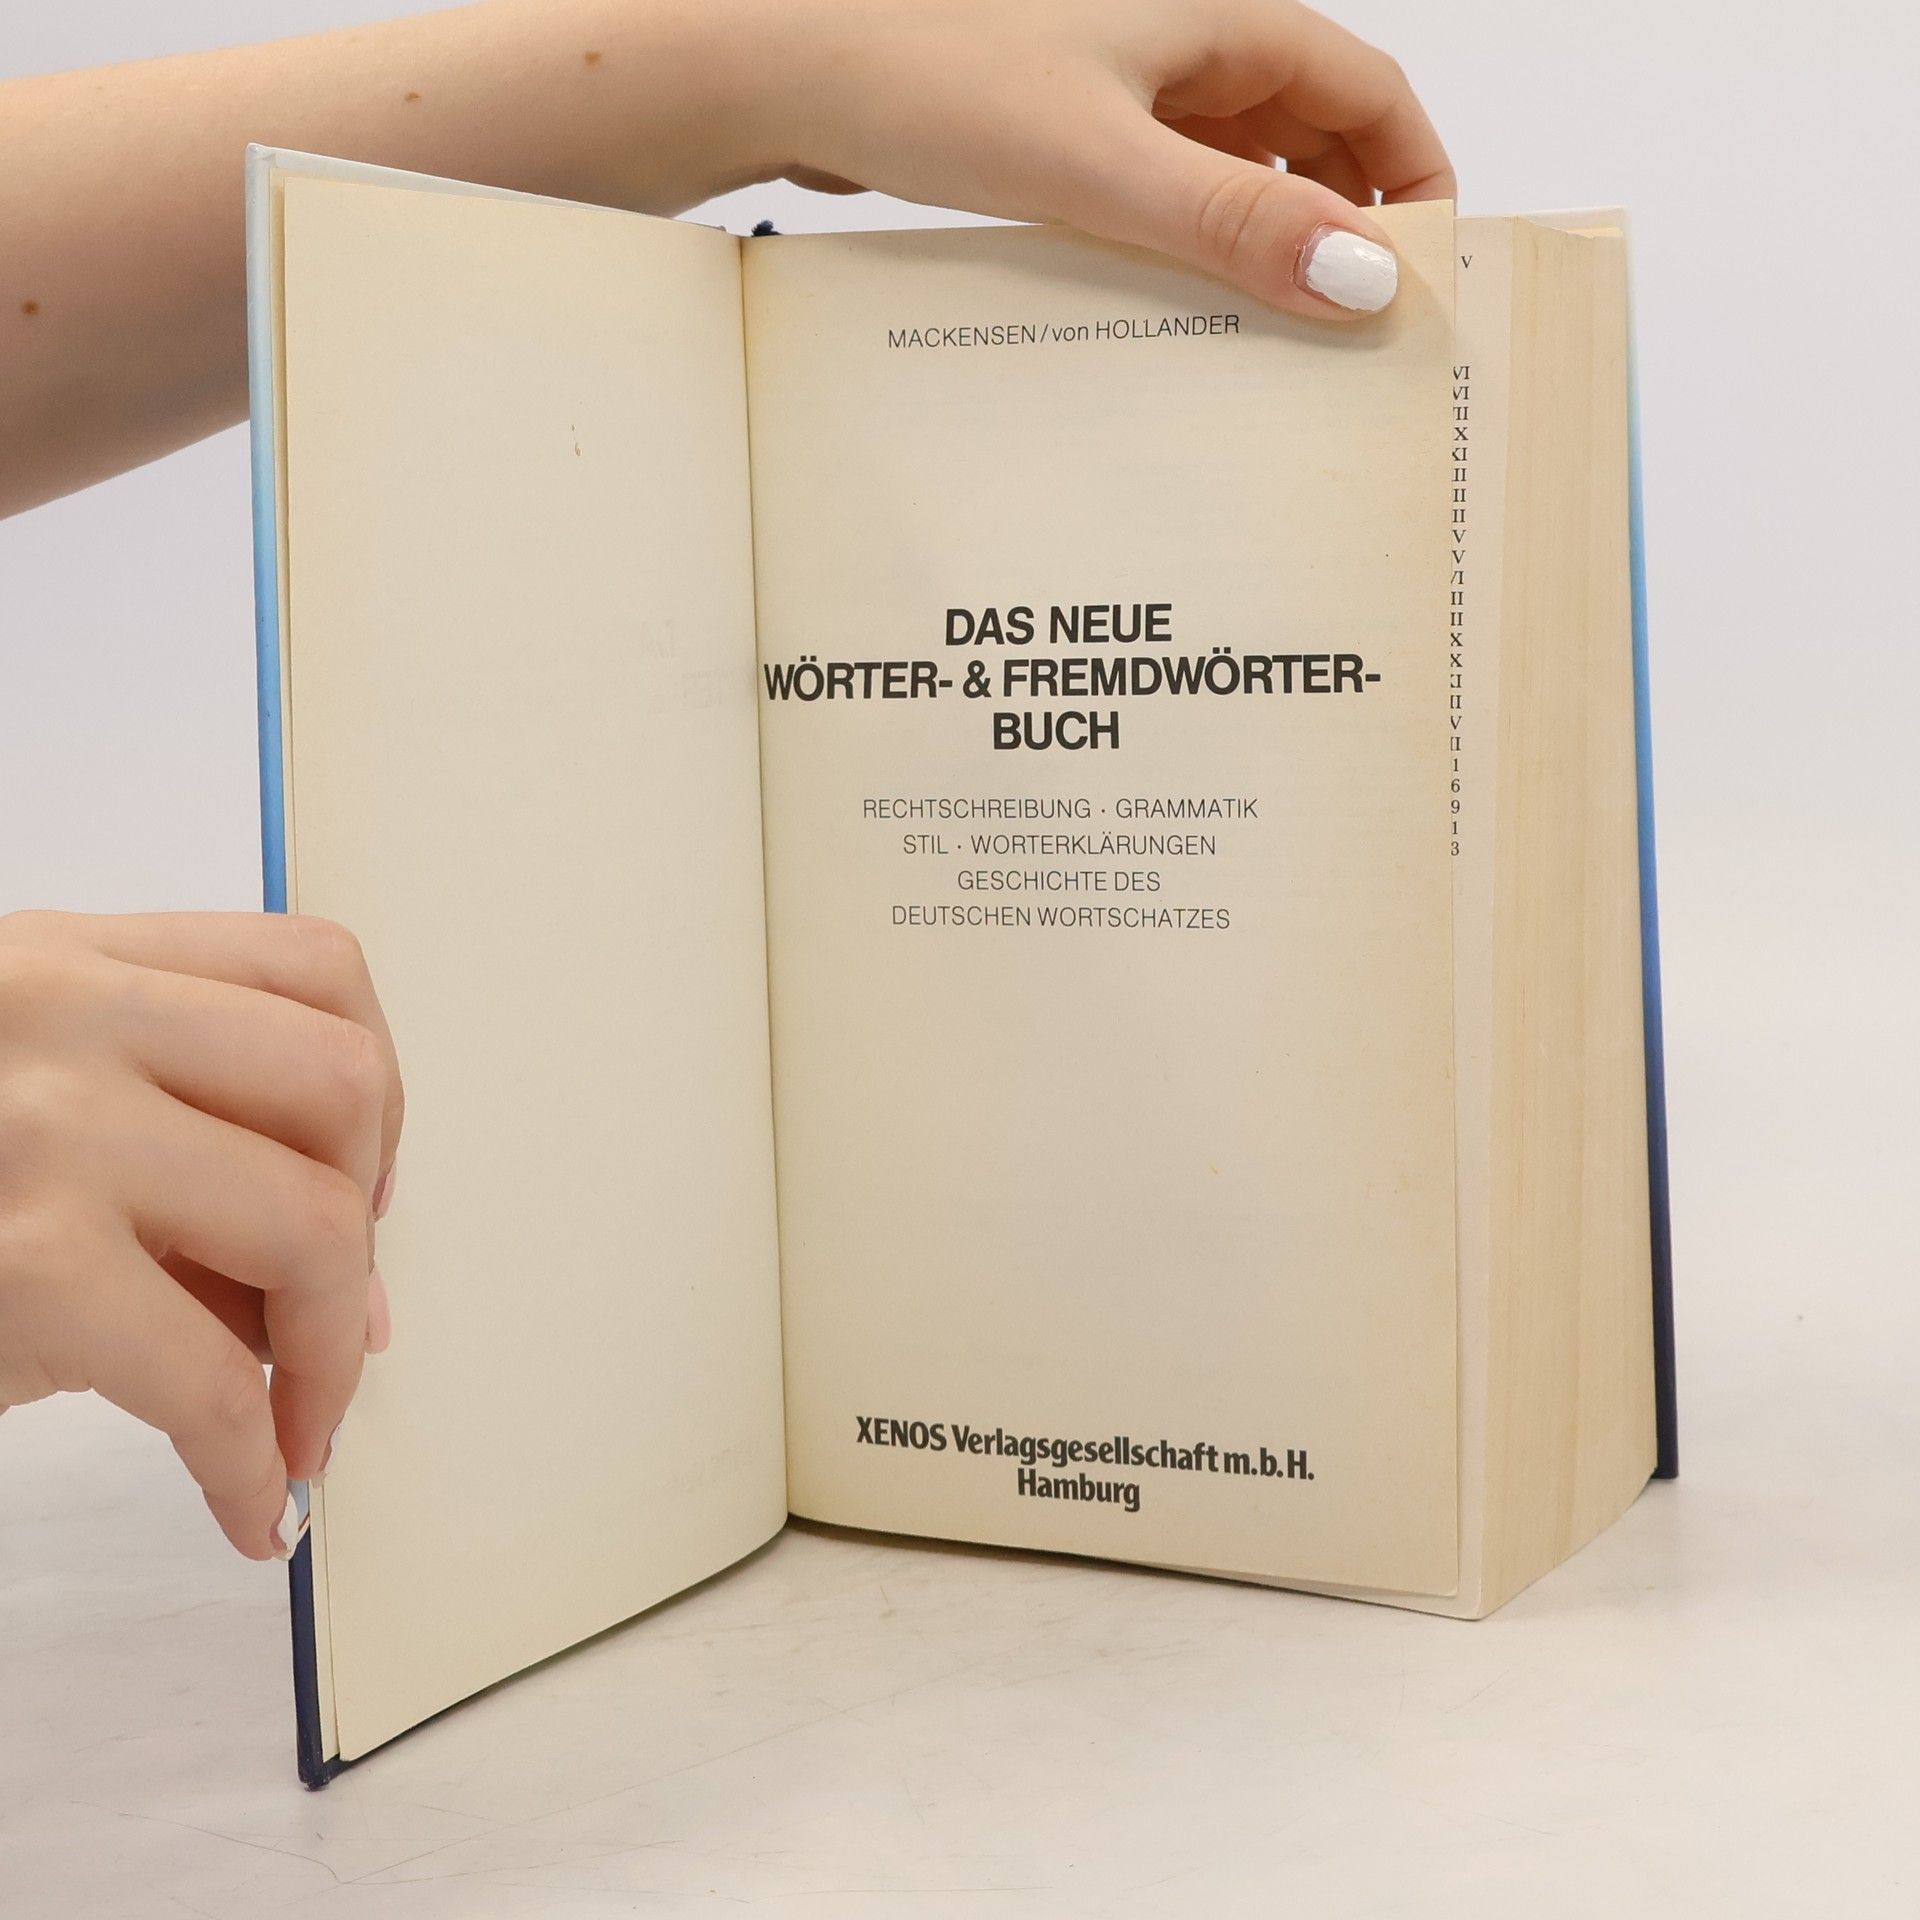 MACKENSEN/von HOLLANDER
DAS NEUE
WÖRTER- & FREMDWÖRTER-
BUCH
RECHTSCHREIBUNG · GRAMMATIK
STIL · WORTERKLÄRUNGEN
GESCHICHTE DES
DEUTSCHEN WORTSCHATZES
XENOS Verlagsgesellschaft m.b.H.
Hamburg
V